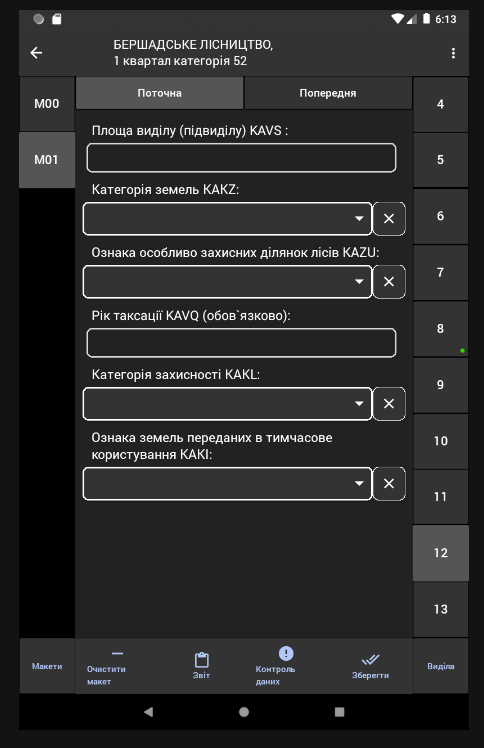 6:13
БЕРШАДСЬКЕ ЛІСНИЦТВО,
1 квартал категорія 52
М00
М01
Поточна
Попередня
Площа виділу (підвиділу) KAVS :
Категорія земель KAKZ:
Ознака особливо захисних ділянок лісів KAZU:
Рік таксації KAVQ (обов`язково):
Категорія захисності KAKL:
Ознака земель переданих в тимчасове
користування KAKI:
4
5
6
7
8
9
10
11
12
13
Макети
Очистити
макет
Звіт
Контроль
даних
Зберегти
Виділа